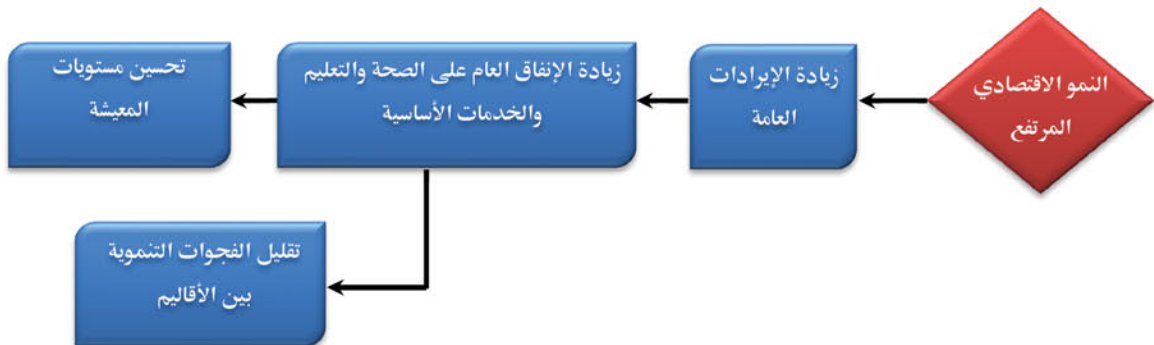 النمو الاقتصادي
المرتفع
زيادة الإيرادات
العامة
زيادة الإنفاق العام على الصحة والتعليم
والخدمات الأساسية
تحسين مستويات
المعيشة
تقليل الفجوات التنموية
بين الأقاليم